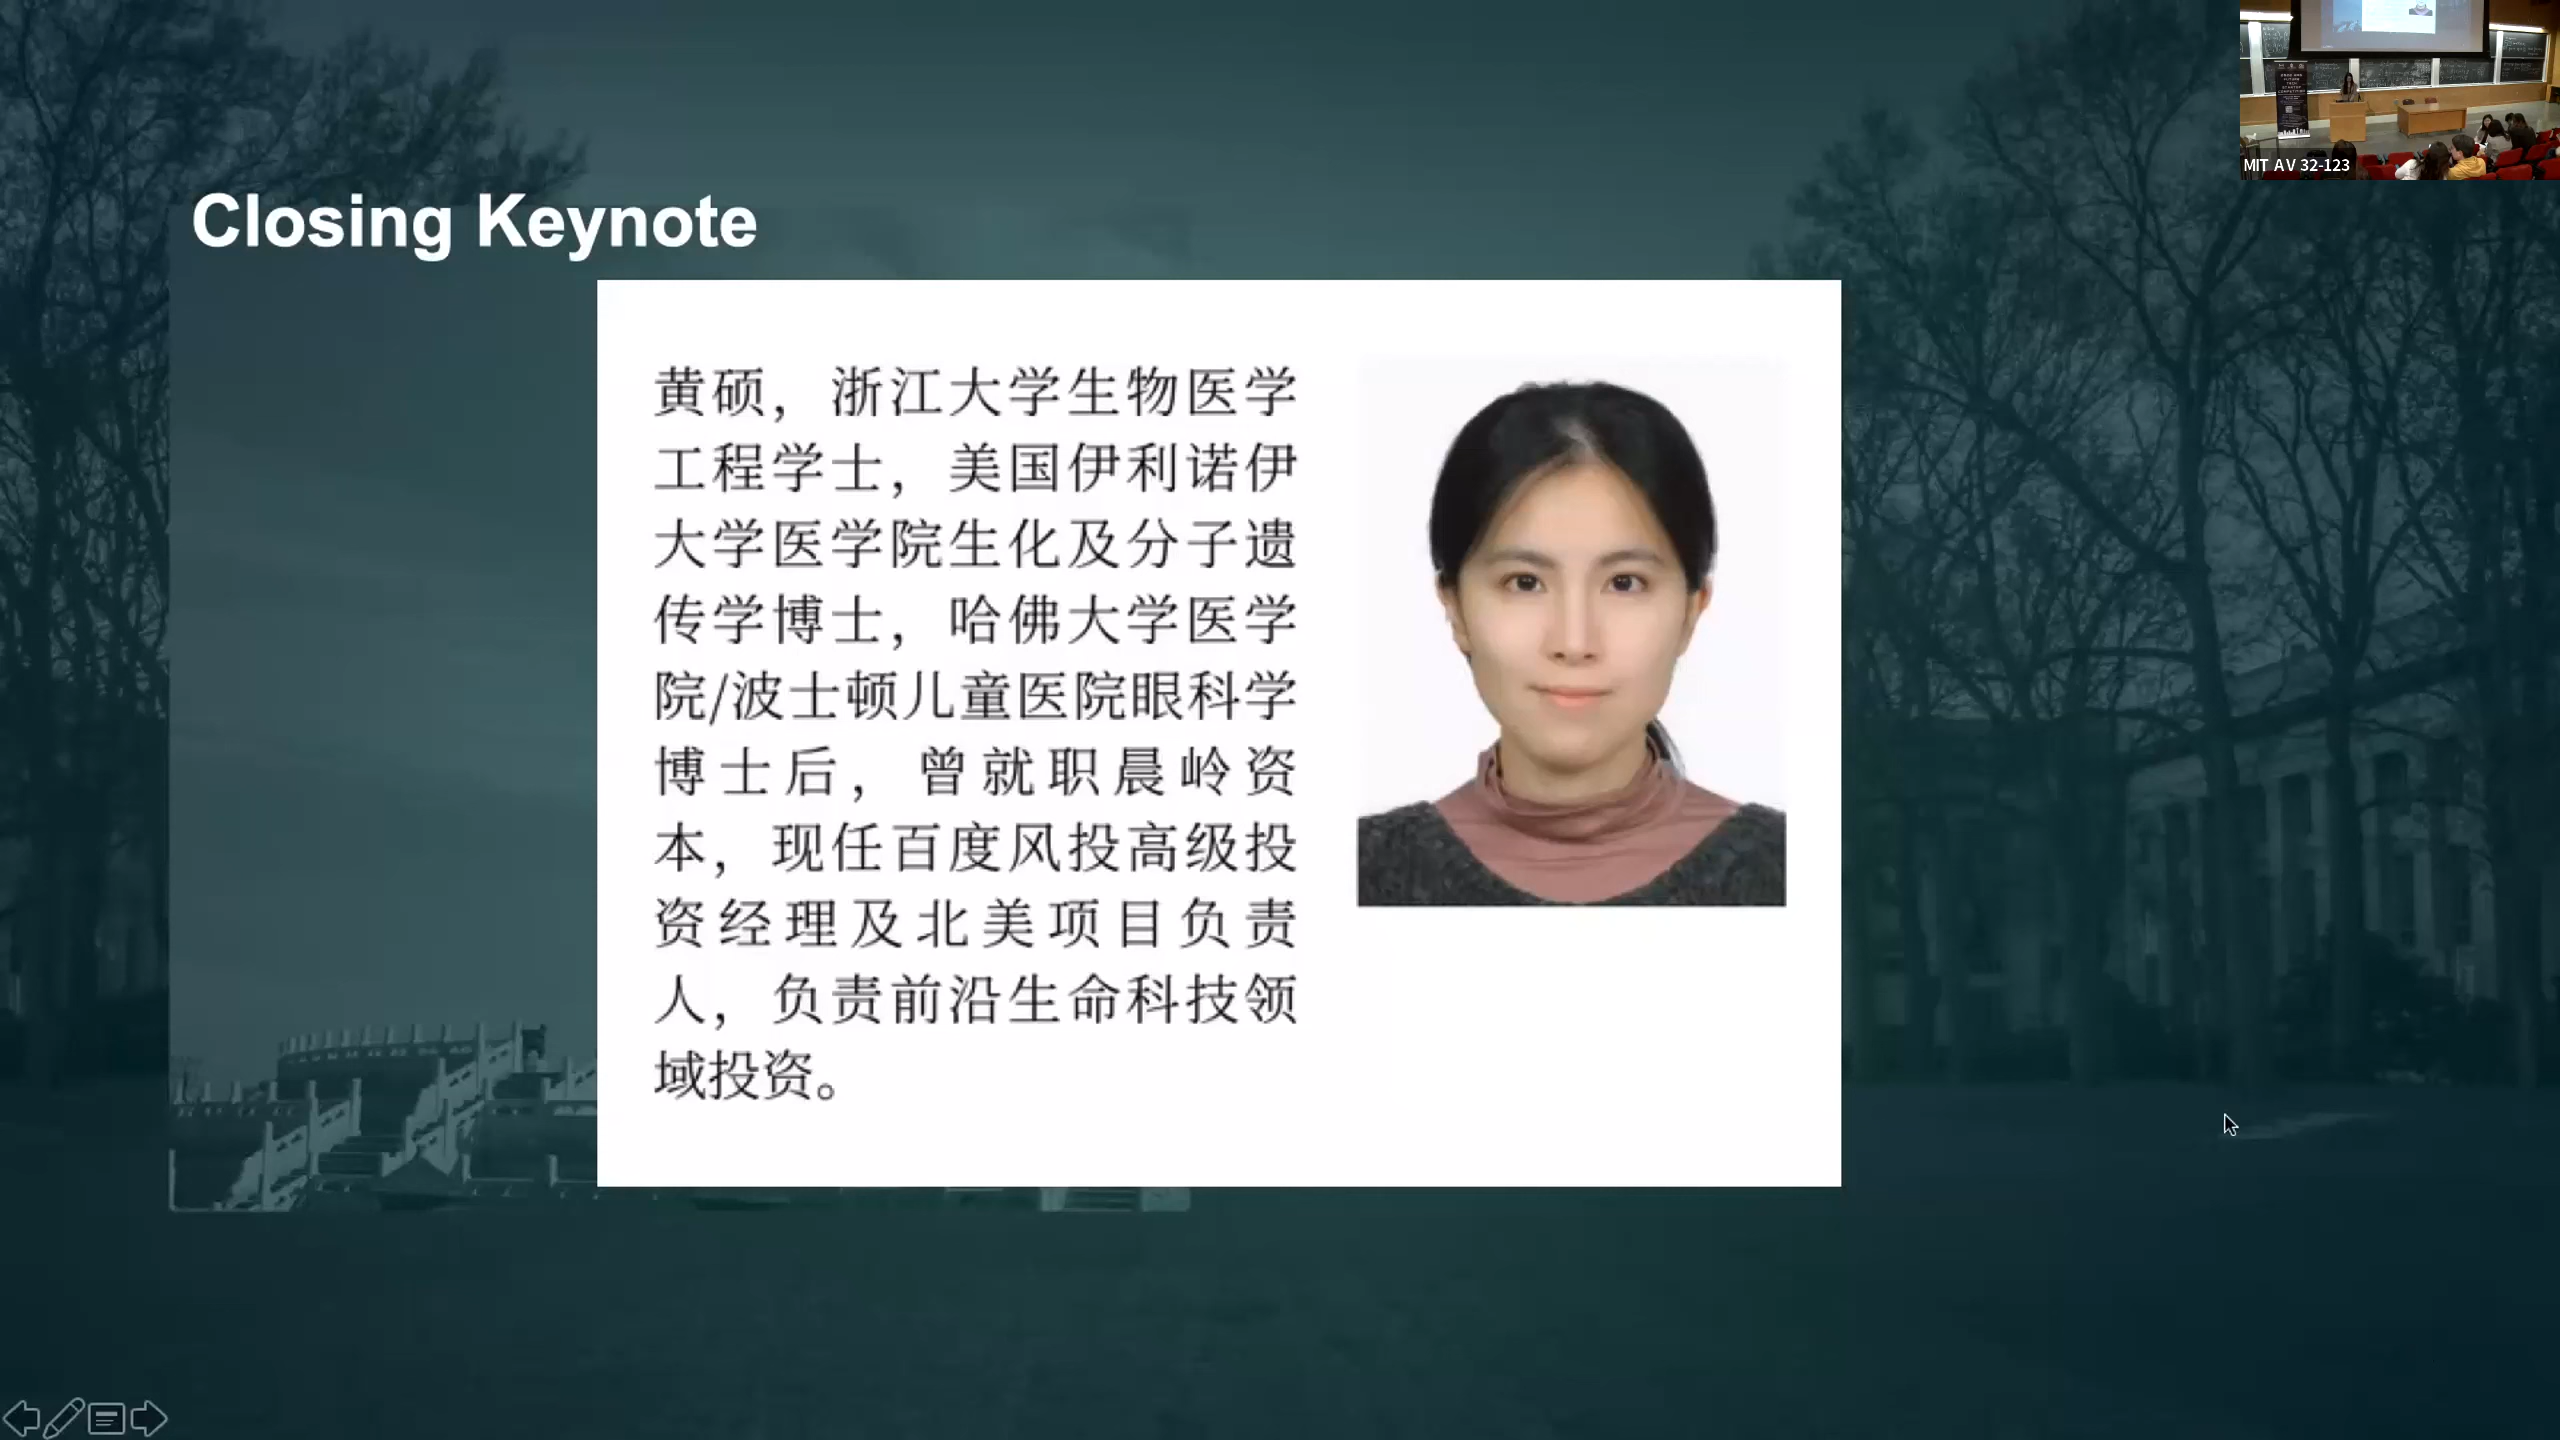 MIT AV 32-123
Closing Keynote
黄硕，浙江大学生物医学
工程学士，美国伊利诺伊
大学医学院生化及分子遗
传学博士，哈佛大学医学
院/波士顿儿童医院眼科学
博士后，曾就职晨岭资
本，现任百度风投高级投
资经理及北美项目负责
人，负责前沿生命科技领
域投资。